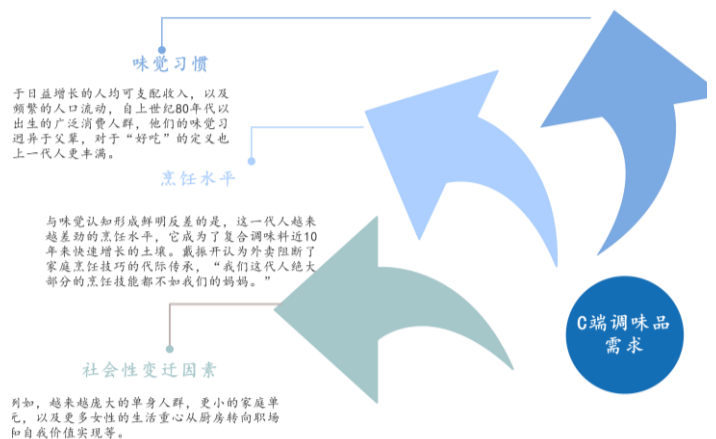 味觉习惯
于日益增长的人均可支配收入，以及
频繁的人口流动，自上世纪80年代以
出生的广泛消费人群，他们的味觉习
迥异于父辈，对于“好吃”的定义也
上一代人更丰满。
烹饪水平
与味觉认知形成鲜明反差的是，这一代人越来
越差劲的烹饪水平，它成为了复合调味料近10
年来快速增长的土壤。戴振开认为外卖阻断了
家庭烹饪技巧的代际传承，“我们这代人绝大
部分的烹饪技能都不如我们的妈妈。”
C端调味品
需求
社会性变迁因素
列如，越来越庞大的单身人群，更小的家庭单
元，以及更多女性的生活重心从厨房转向职场
和自我价值实现等。